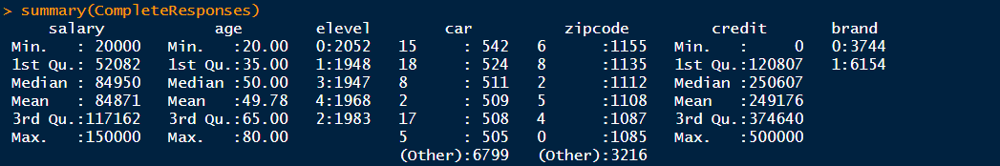 > summary(CompleteResponses)
     salary            age         elevel        car          zipcode         credit       brand
 Min.   : 20000   Min.   :20.00   0:2052   15     : 542   6      :1155   Min.   :     0   0:3744
 1st Qu.: 52082   1st Qu.:35.00   1:1948   18     : 524   8      :1135   1st Qu.:120807   1:6154
 Median : 84950   Median :50.00   3:1947   8      : 511   2      :1112   Median :250607
 Mean   : 84871   Mean   :49.78   4:1968   2      : 509   5      :1108   Mean   :249176
 3rd Qu.:117162   3rd Qu.:65.00   2:1983   17     : 508   4      :1087   3rd Qu.:374640
 Max.   :150000   Max.   :80.00            5      : 505   0      :1085   Max.   :500000
                                           (Other):6799   (Other):3216